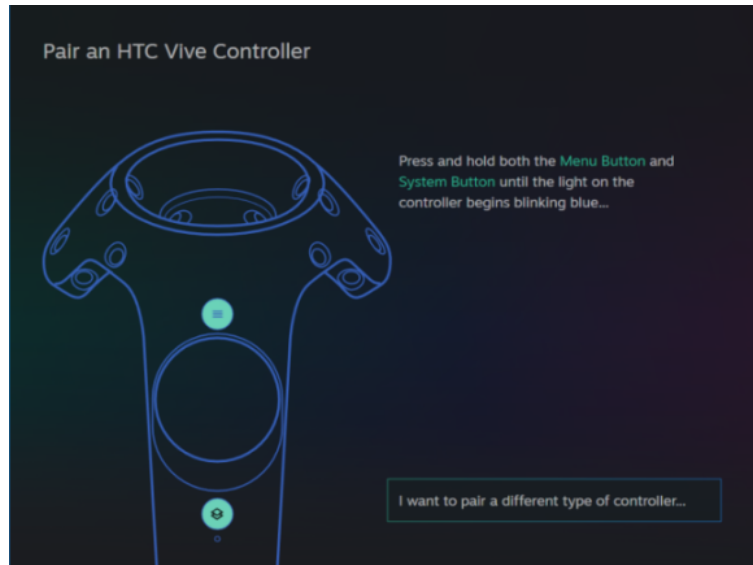 Pair an HTC Vive Controller
Press and hold both the Menu Button and
System Button until the light on the
controller begins blinking blue...
I want to pair a different type of controller...